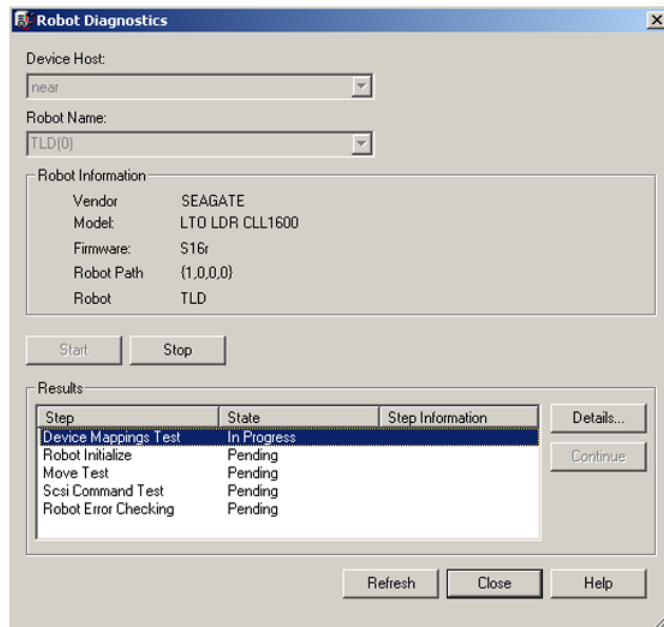 Robot Diagnostics
Device Host:
near
Robot Name:
TLD(0)
Robot Information
Vendor SEAGATE
Model: LTO LDR CLL1600
Firmware: S16r
Robot Path {1,0,0,0}
Robot TLD
Start Stop
Results
Step State Step Information
Device Mappings Test In Progress
Robot Initialize Pending
Move Test Pending
Scsi Command Test Pending
Robot Error Checking Pending
Details...
Continue
Refresh Close Help